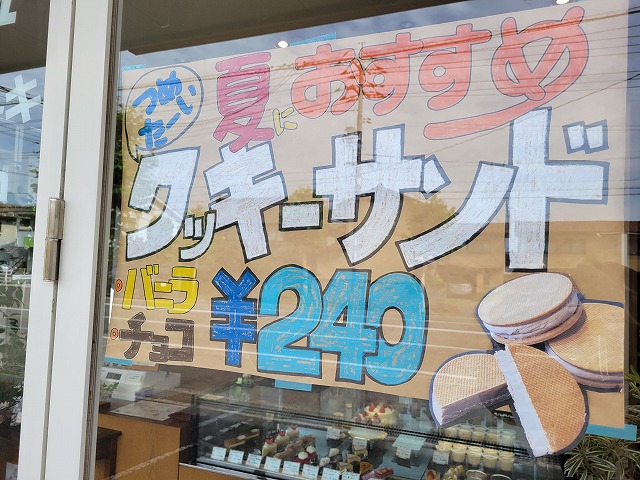 つめたーい
夏におすすめ
クッキーサンド
バニラ
チョコ
¥240